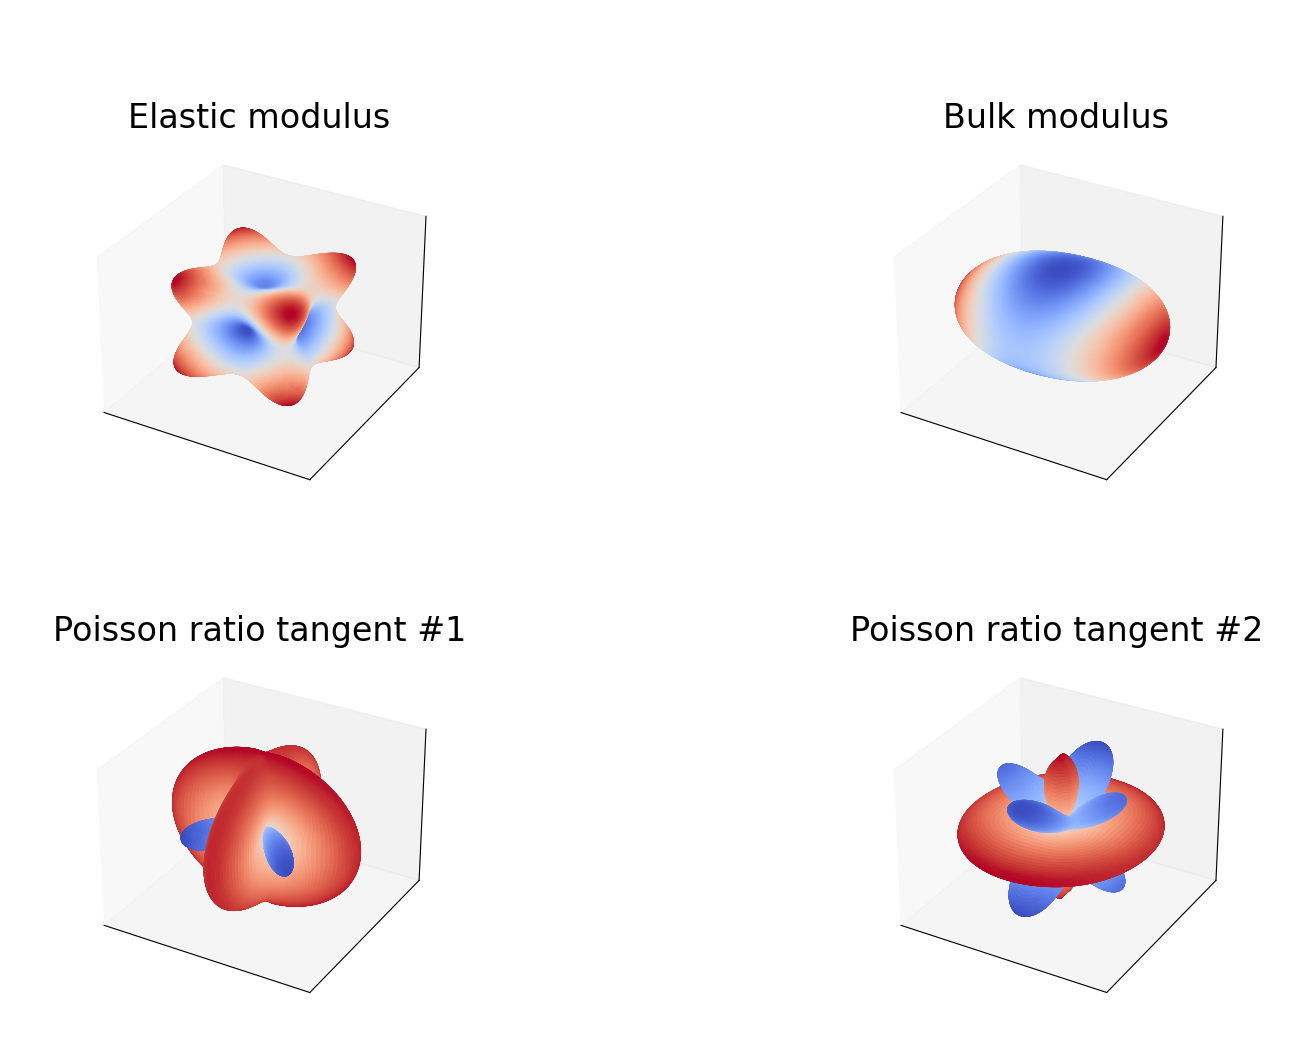 Elastic modulus
Bulk modulus
Poisson ratio tangent #1
Poisson ratio tangent #2